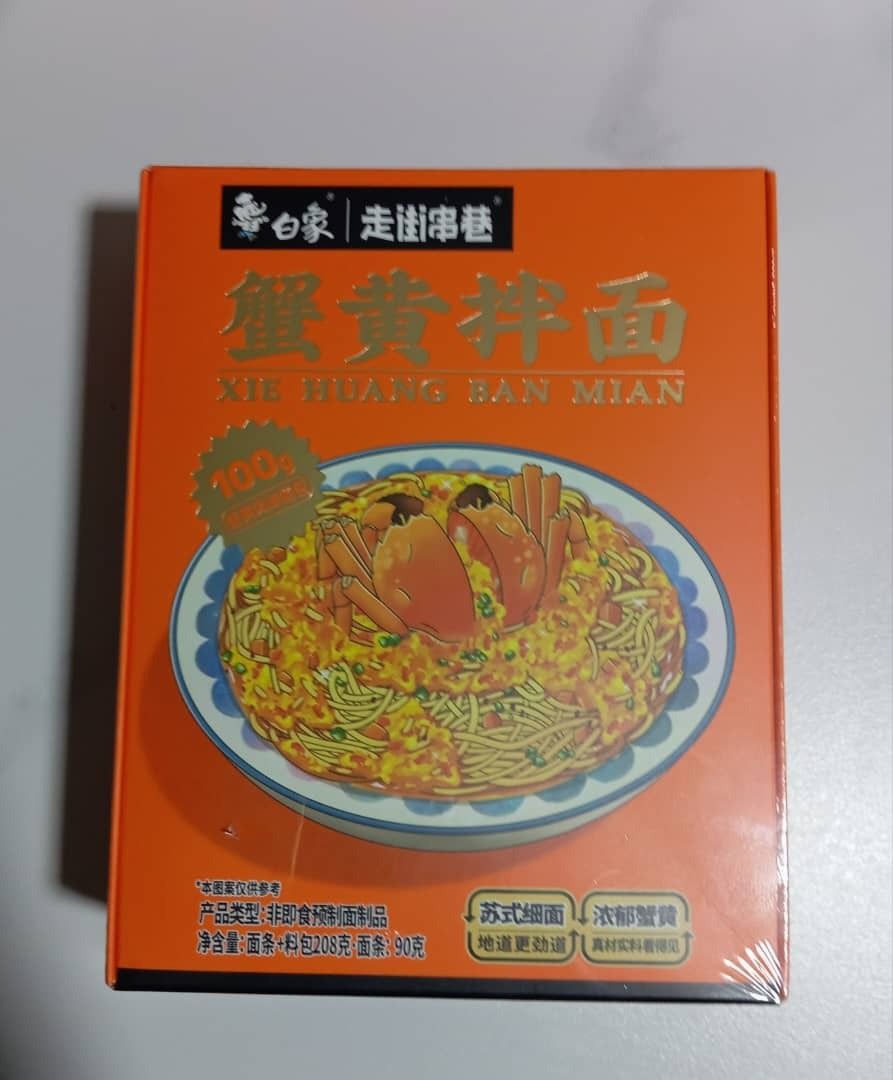 白象® | 走街串巷®
蟹黄拌面
XIE HUANG BAN MIAN
100g
*本图案仅供参考
产品类型:非即食预制面制品
净含量:面条+料包208克·面条:90克
苏式细面
地道更劲道
浓郁蟹黄
真材实料看得见